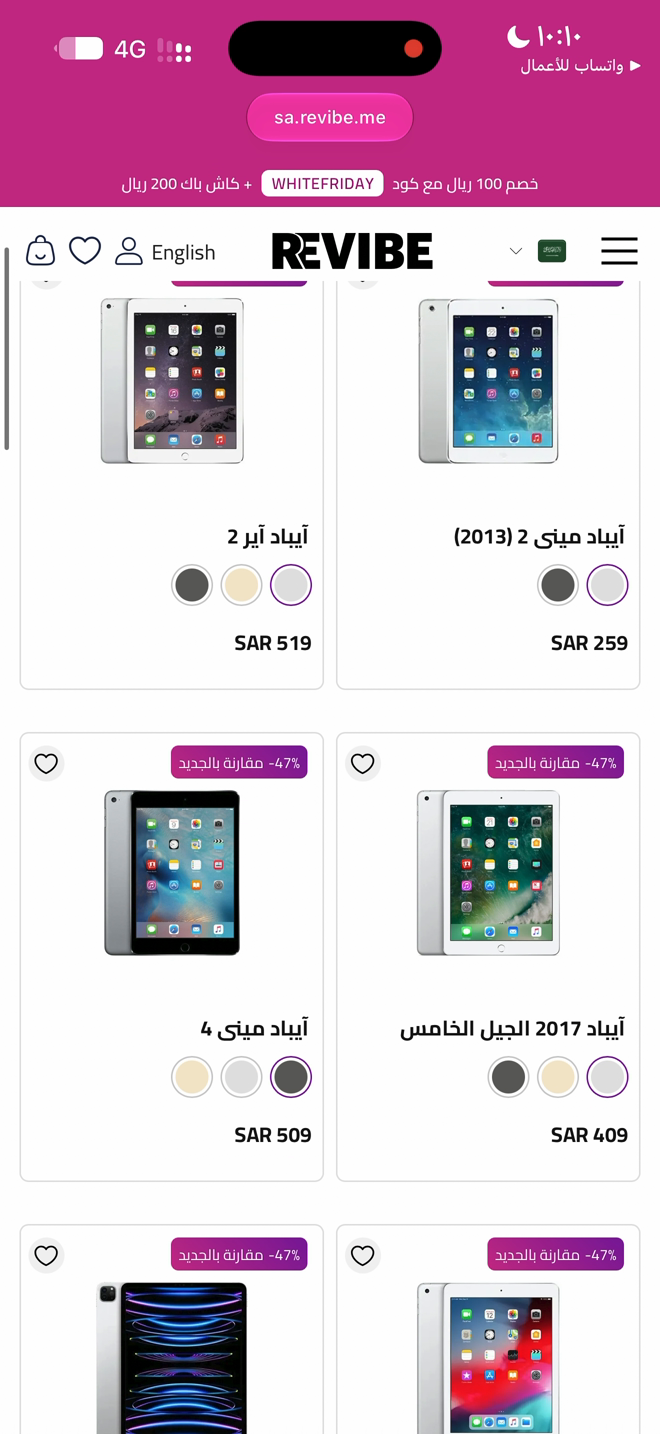 ١٠:١٠
4G
◀ واتساب للأعمال
sa.revibe.me
خصم 100 ريال مع كود WHITEFRIDAY + كاش باك 200 ريال
REVIBE
English
آيباد ميني 2 (2013)
SAR 259
آيباد آير 2
SAR 519
-47% مقارنة بالجديد
آيباد 2017 الجيل الخامس
SAR 409
-47% مقارنة بالجديد
آيباد ميني 4
SAR 509
-47% مقارنة بالجديد
-47% مقارنة بالجديد